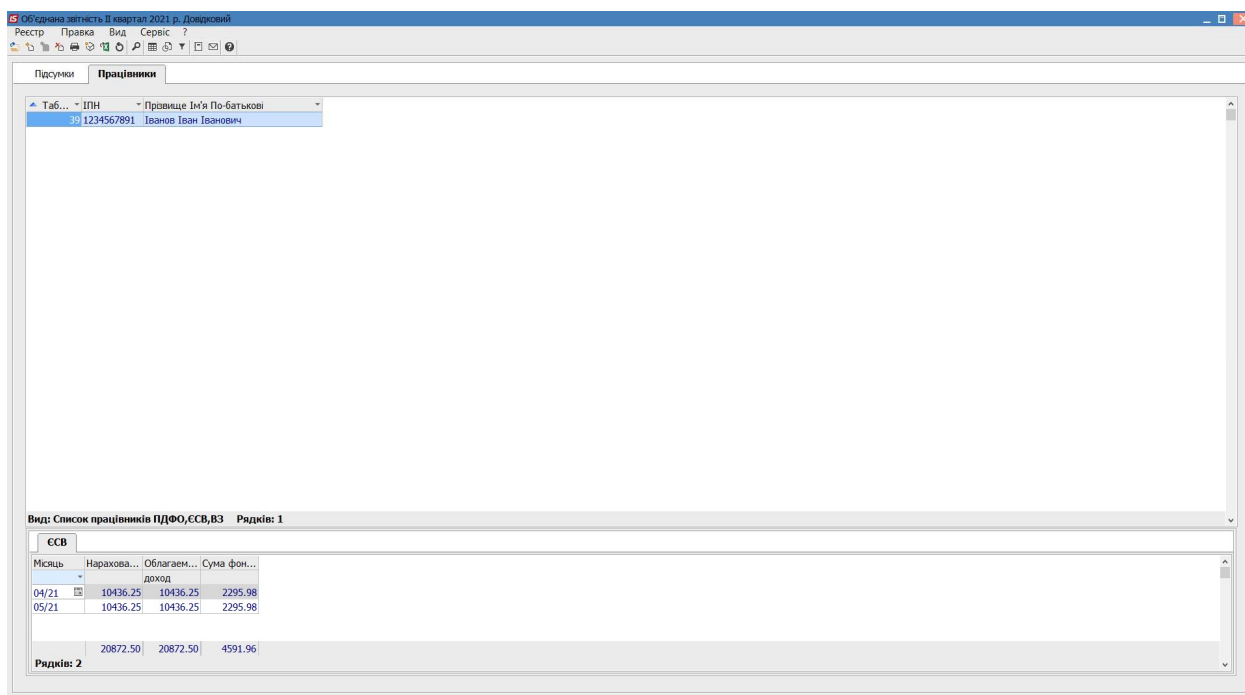 Об'єднана звітність II квартал 2021 р. Довідковий
Реєстр Правка Вид Сервіс ?
Підсумки Працівники
Таб... ІПН Прізвище Ім'я По-батькові
39 1234567891 Іванов Іван Іванович
Вид: Список працівників ПДФО,ЄСВ,ВЗ Рядків: 1
ЄСВ
Місяць Нарахова... Облагаем... Сума фон...
доход
04/21 10436.25 10436.25 2295.98
05/21 10436.25 10436.25 2295.98
20872.50 20872.50 4591.96
Рядків: 2